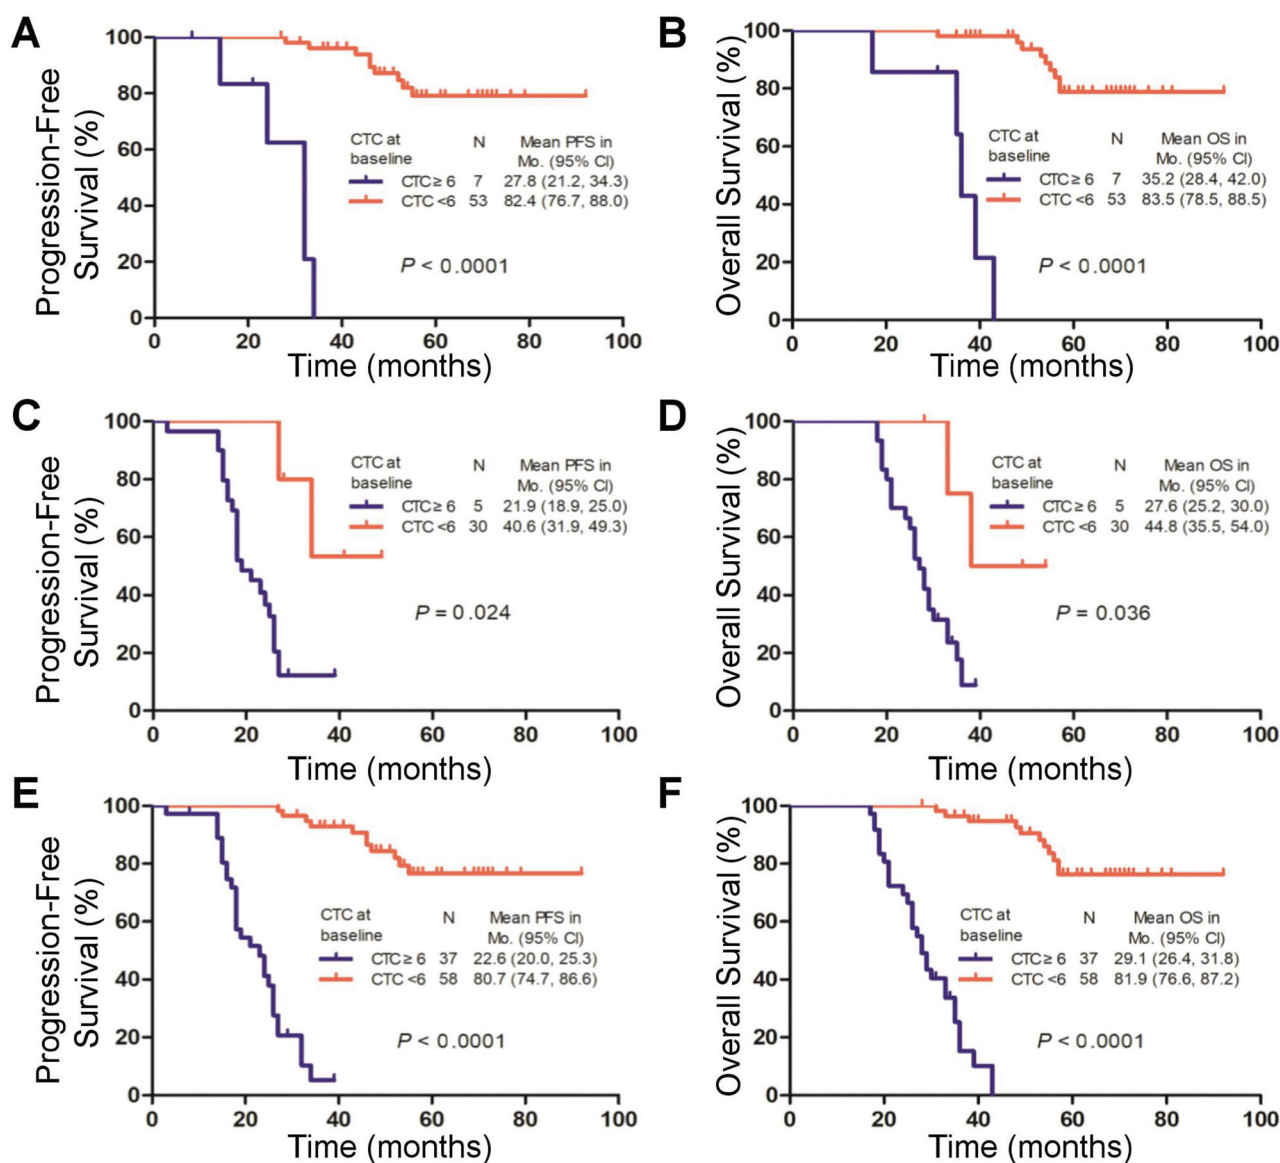 A
Progression-Free
Survival (%)
100
80
60
40
20
0
CTC at
baseline
N
Mean PFS in
Mo. (95% CI)
CTC ≥ 6 7 27.8 (21.2, 34.3)
CTC <6 53 82.4 (76.7, 88.0)
P < 0.0001
0 20 40 60 80 100
Time (months)
B
Overall Survival (%)
100
80
60
40
20
0
CTC at
baseline
N
Mean OS in
Mo. (95% CI)
CTC ≥ 6 7 35.2 (28.4, 42.0)
CTC <6 53 83.5 (78.5, 88.5)
P < 0.0001
0 20 40 60 80 100
Time (months)
C
Progression-Free
Survival (%)
100
80
60
40
20
0
CTC at
baseline
N
Mean PFS in
Mo. (95% CI)
CTC ≥ 6 5 21.9 (18.9, 25.0)
CTC <6 30 40.6 (31.9, 49.3)
P = 0.024
0 20 40 60 80 100
Time (months)
D
Overall Survival (%)
100
80
60
40
20
0
CTC at
baseline
N
Mean OS in
Mo. (95% CI)
CTC ≥ 6 5 27.6 (25.2, 30.0)
CTC <6 30 44.8 (35.5, 54.0)
P = 0.036
0 20 40 60 80 100
Time (months)
E
Progression-Free
Survival (%)
100
80
60
40
20
0
CTC at
baseline
N
Mean PFS in
Mo. (95% CI)
CTC ≥ 6 37 22.6 (20.0, 25.3)
CTC <6 58 80.7 (74.7, 86.6)
P < 0.0001
0 20 40 60 80 100
Time (months)
F
Overall Survival (%)
100
80
60
40
20
0
CTC at
baseline
N
Mean OS in
Mo. (95% CI)
CTC ≥ 6 37 29.1 (26.4, 31.8)
CTC <6 58 81.9 (76.6, 87.2)
P < 0.0001
0 20 40 60 80 100
Time (months)